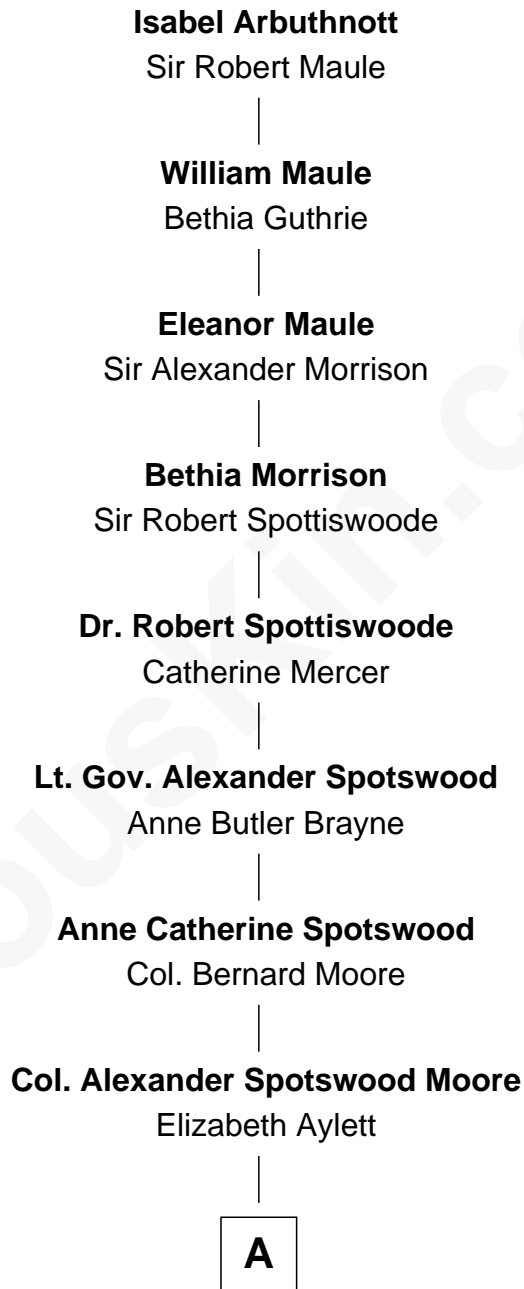 Isabel Arbuthnott
Sir Robert Maule
William Maule
Bethia Guthrie
Eleanor Maule
Sir Alexander Morrison
Bethia Morrison
Sir Robert Spottiswoode
Dr. Robert Spottiswoode
Catherine Mercer
Lt. Gov. Alexander Spotswood
Anne Butler Brayne
Anne Catherine Spotswood
Col. Bernard Moore
Col. Alexander Spotswood Moore
Elizabeth Aylett
A